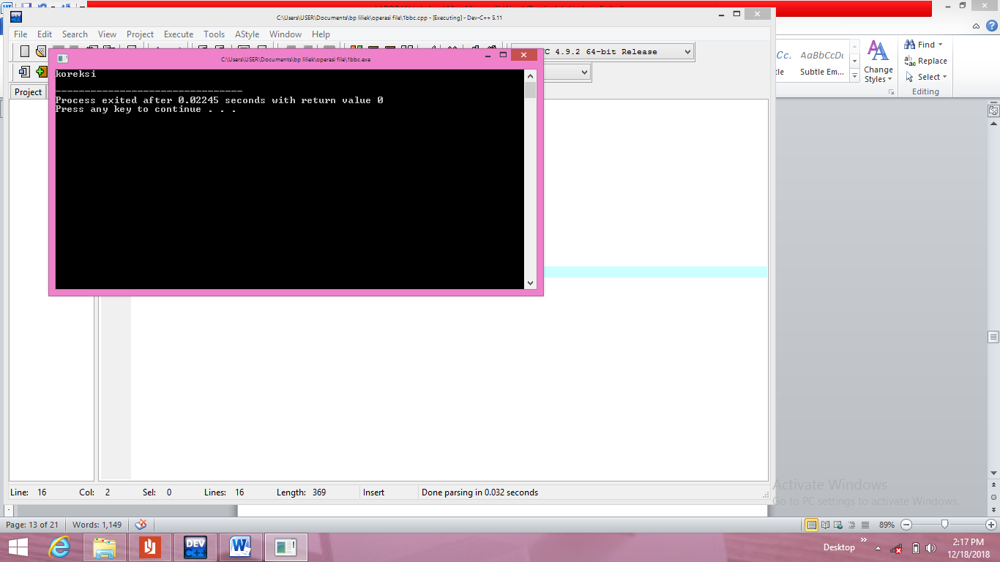 C:\Users\USER\Documents\bp liliek\operasi file\1bbc.cpp - [Executing] - Dev-C++ 5.11
File Edit Search View Project Execute Tools AStyle Window Help
C:\Users\USER\Documents\bp liliek\operasi file\1bbc.exe
CC 4.9.2 64-bit Release
koreksi
Process exited after 0.02245 seconds with return value 0
Press any key to continue . . .
Project
AaBbCcDc
Subtle Em...
Change
Styles
Find
Replace
Select
Editing
Line: 16 Col: 2 Sel: 0 Lines: 16 Length: 369 Insert Done parsing in 0.032 seconds
Activate Windows
Go to PC settings to activate Windows.
Page: 13 of 21 Words: 1,149 89%
DEV C++
Desktop
2:17 PM
12/18/2018